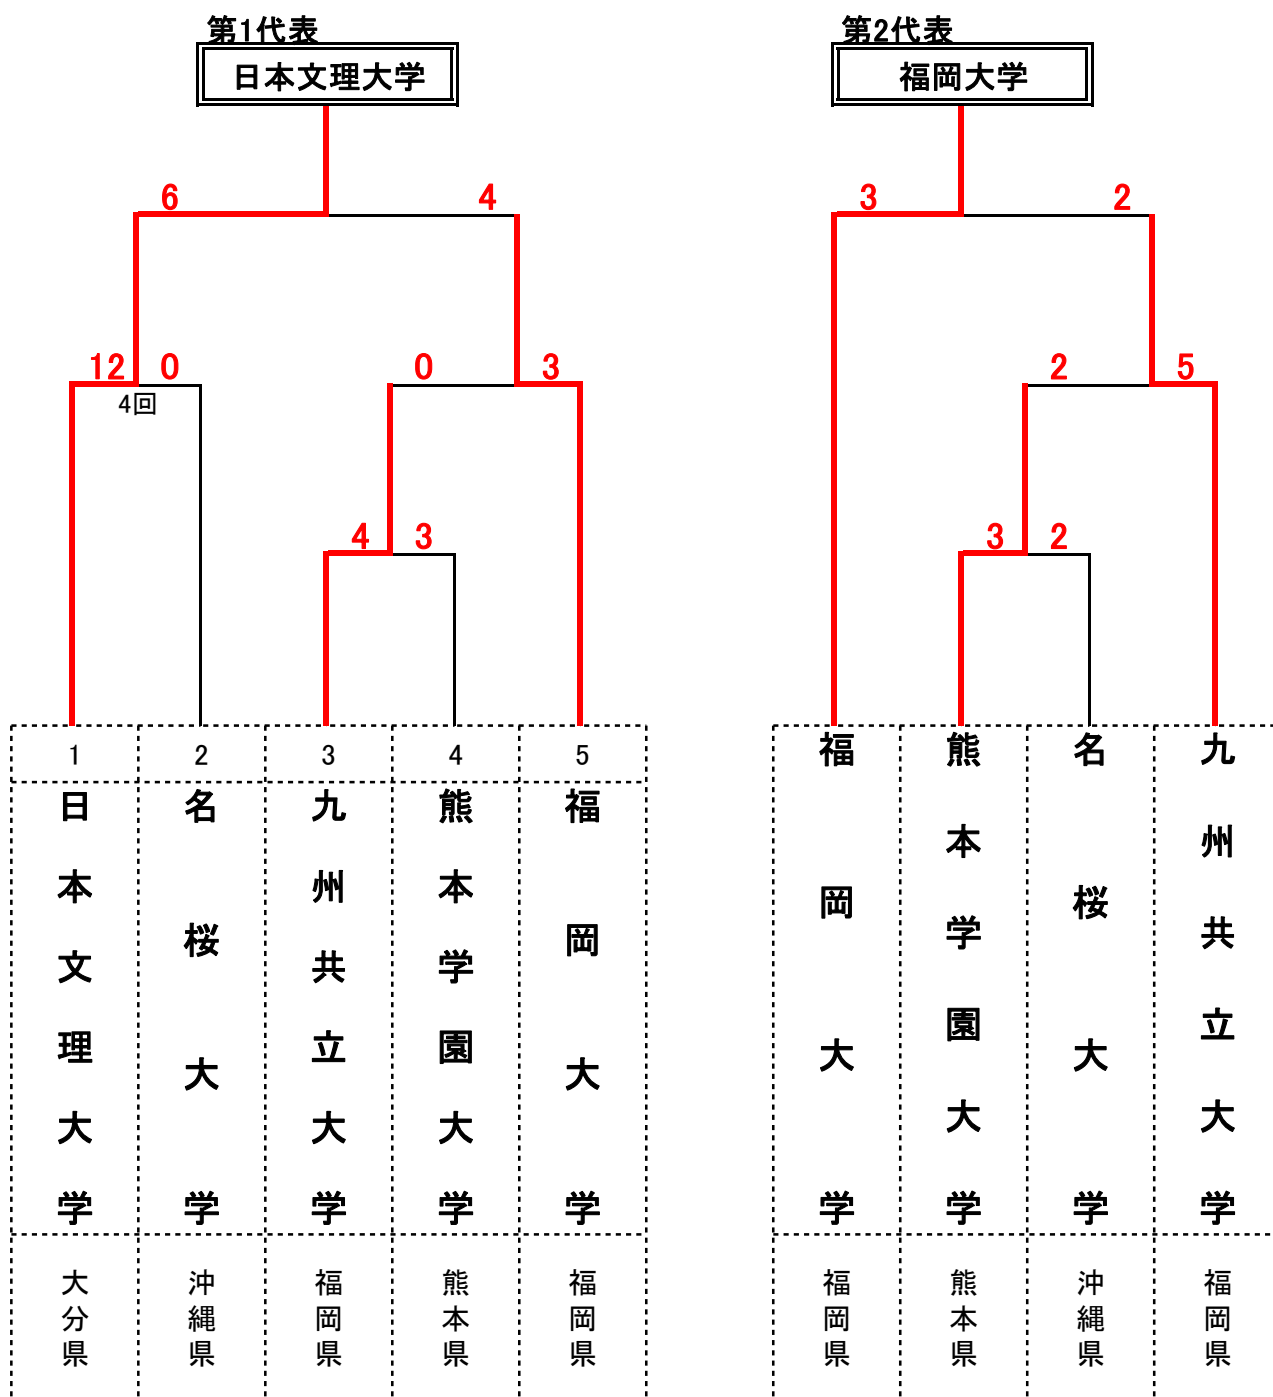 第1代表
日本文理大学
6 4
12 0 0 3
4回
4 3
1 2 3 4 5
日本文理大学
名桜大学
九州共立大学
熊本学園大学
福岡大学
大分県
沖縄県
福岡県
熊本県
福岡県
第2代表
福岡大学
3 2
2 5
3 2
福岡大学
熊本学園大学
名桜大学
九州共立大学
福岡県
熊本県
沖縄県
福岡県